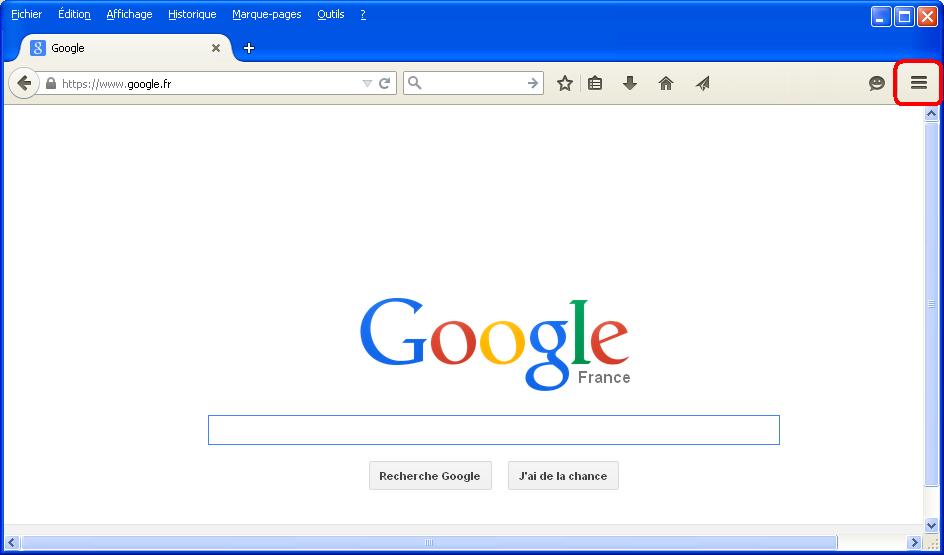 Fichier Édition Affichage Historique Marque-pages Outils ?
Google
https://www.google.fr
Google
France
Recherche Google J'ai de la chance